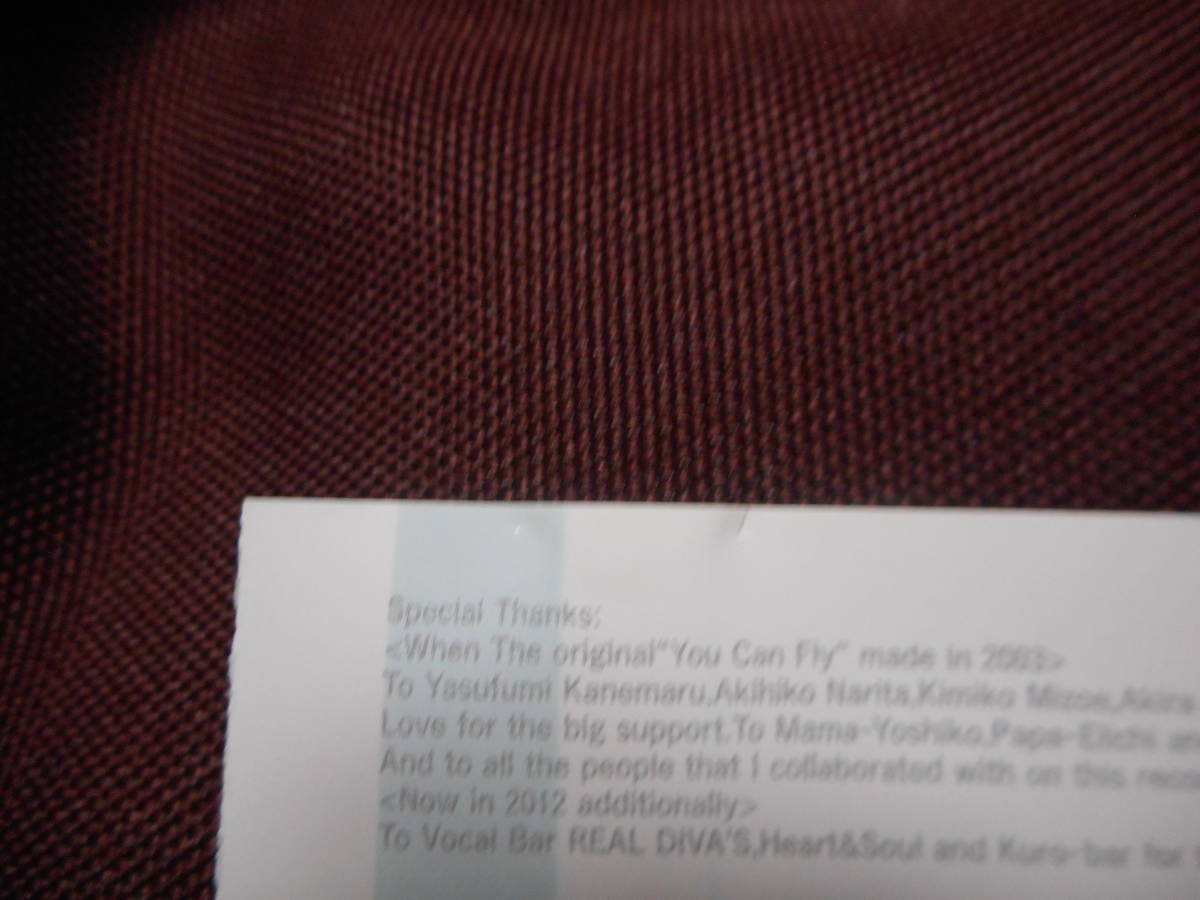 Special Thanks:
<When The original"You Can Fly" made in 2003>
To Yasufumi Kanemaru,Akihiko Narita,Kimiko Mizoe,Akira
Love for the big support.To Mama-Yoshiko,Papa-Eiichi
And to all the people that I collaborated with on this
<Now in 2012 additionally>
To Vocal Bar REAL DIVA'S,Heart&Soul and Kuro-bar for